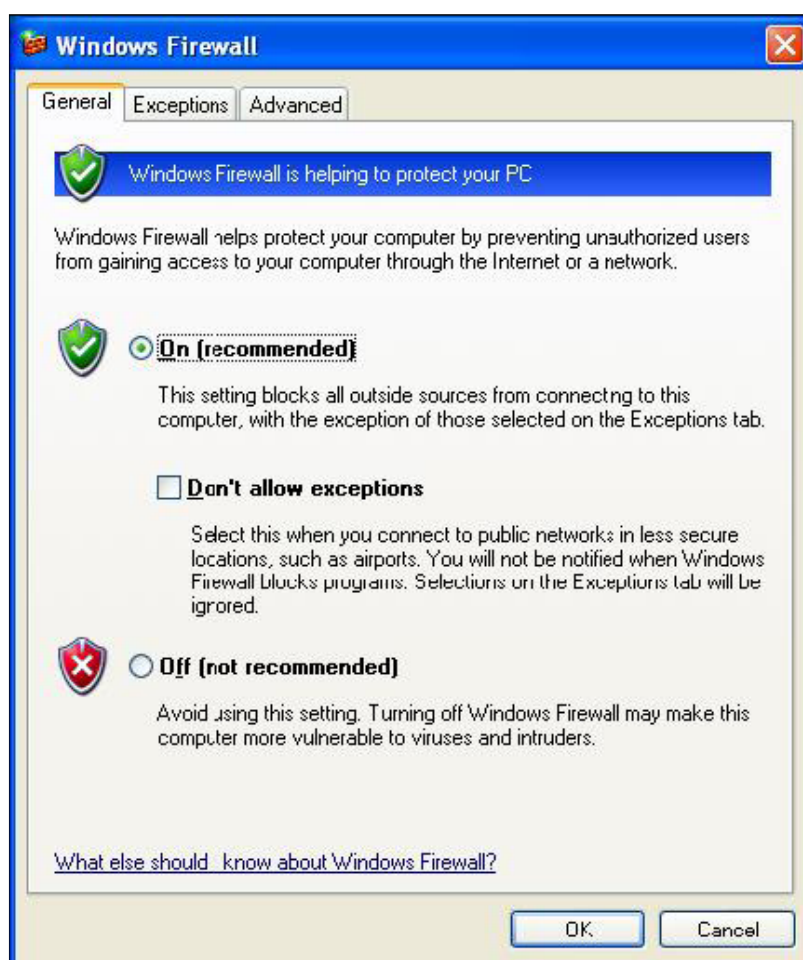 Windows Firewall
General Exceptions Advanced
Windows Firewall is helping to protect your PC
Windows Firewall helps protect your computer by preventing unauthorized users
from gaining access to your computer through the Internet or a network.
On (recommended)
This setting blocks all outside sources from connecting to this
computer, with the exception of those selected on the Exceptions tab.
Don't allow exceptions
Select this when you connect to public networks in less secure
locations, such as airports. You will not be notified when Windows
Firewall blocks programs. Selections on the Exceptions tab will be
ignored.
Off (not recommended)
Avoid using this setting. Turning off Windows Firewall may make this
computer more vulnerable to viruses and intruders.
What else should I know about Windows Firewall?
OK Cancel